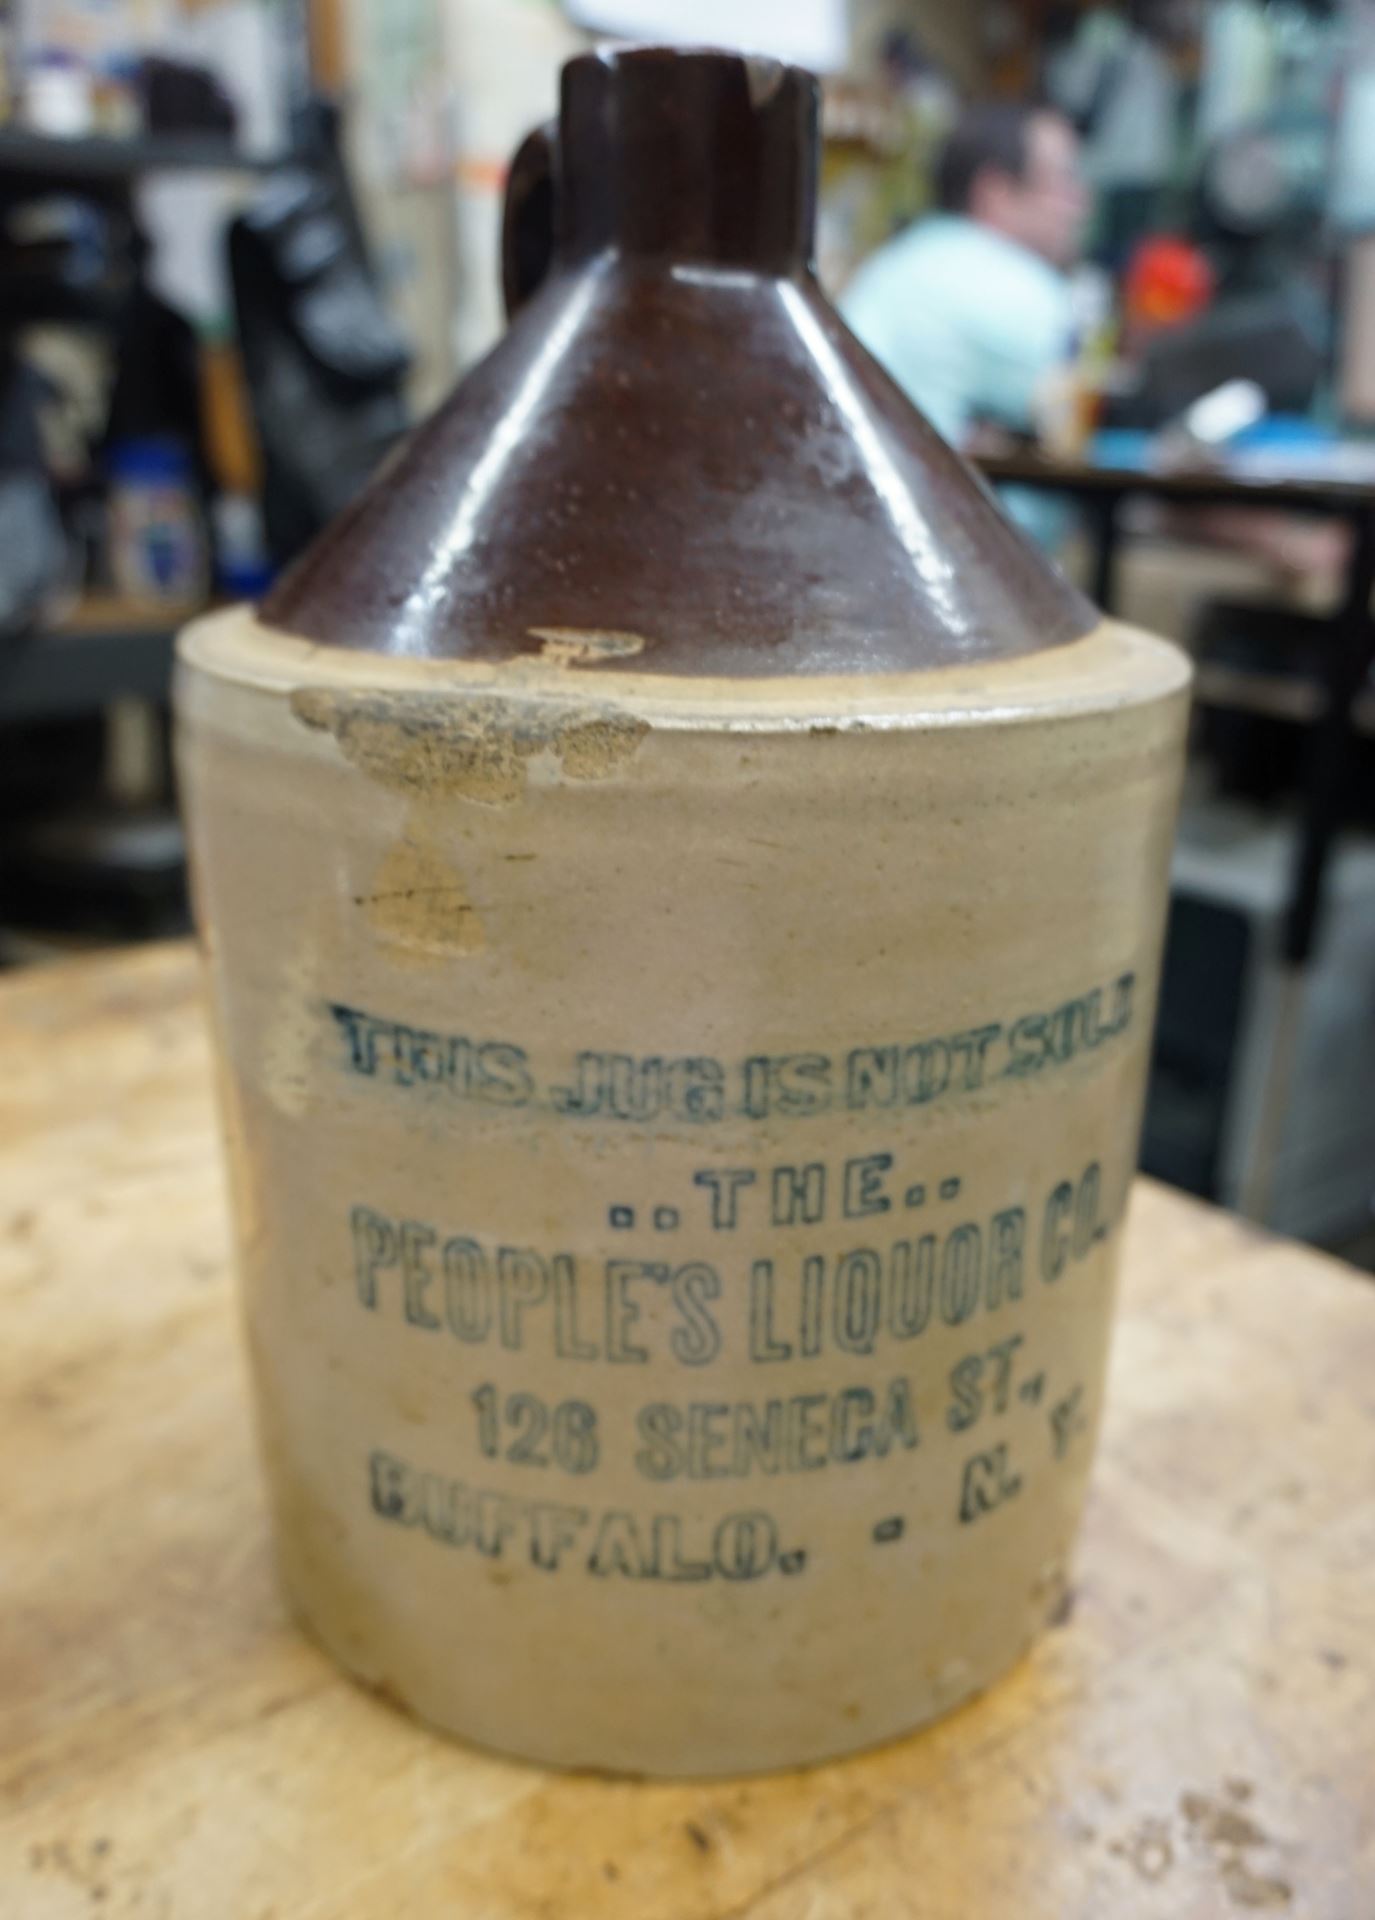 THIS JUG IS NOT SOLD
..THE..
PEOPLE'S LIQUOR CO.
126 SENECA ST.,
BUFFALO. - N. Y.